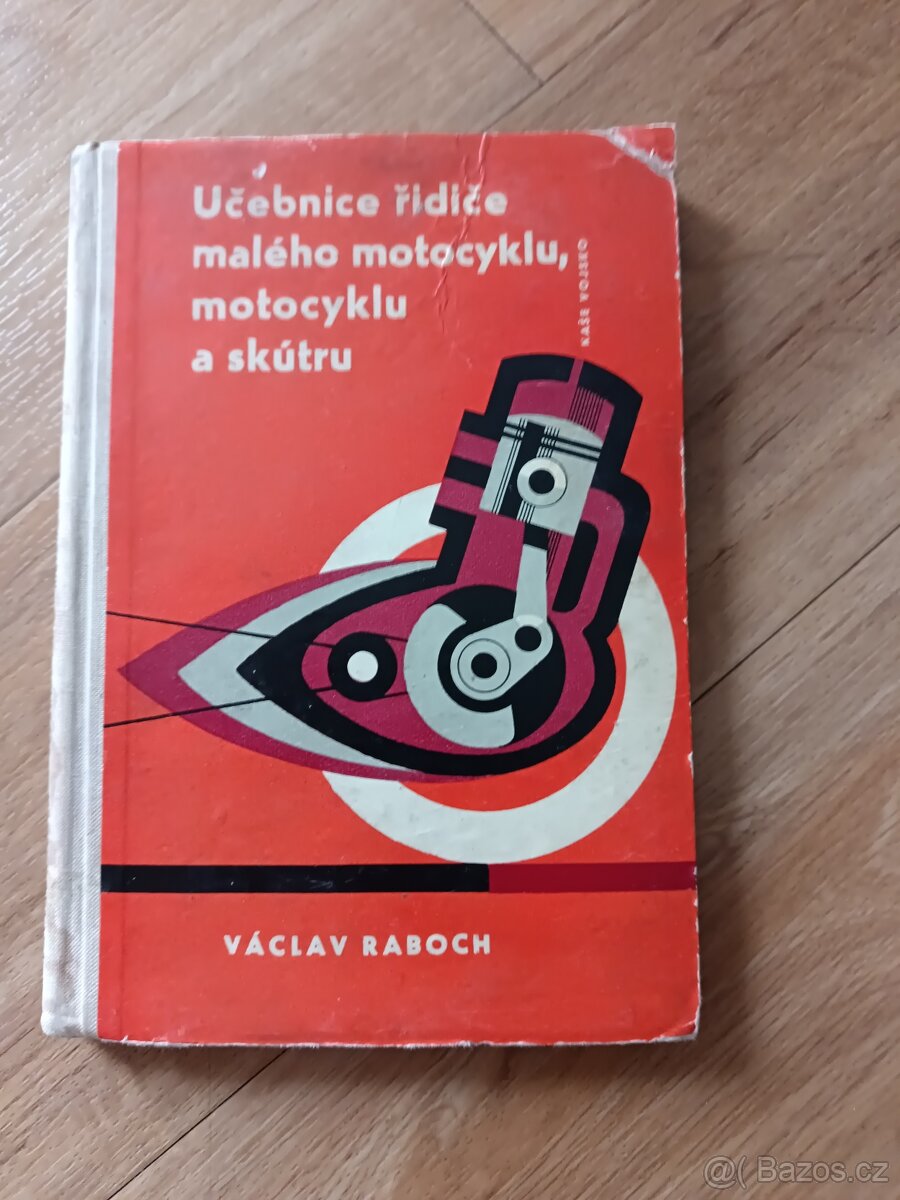 Učebnice řidiče
malého motocyklu,
motocyklu
a skútru
NAŠE VOJSKO
VÁCLAV RABOCH
@( Bazos.cz